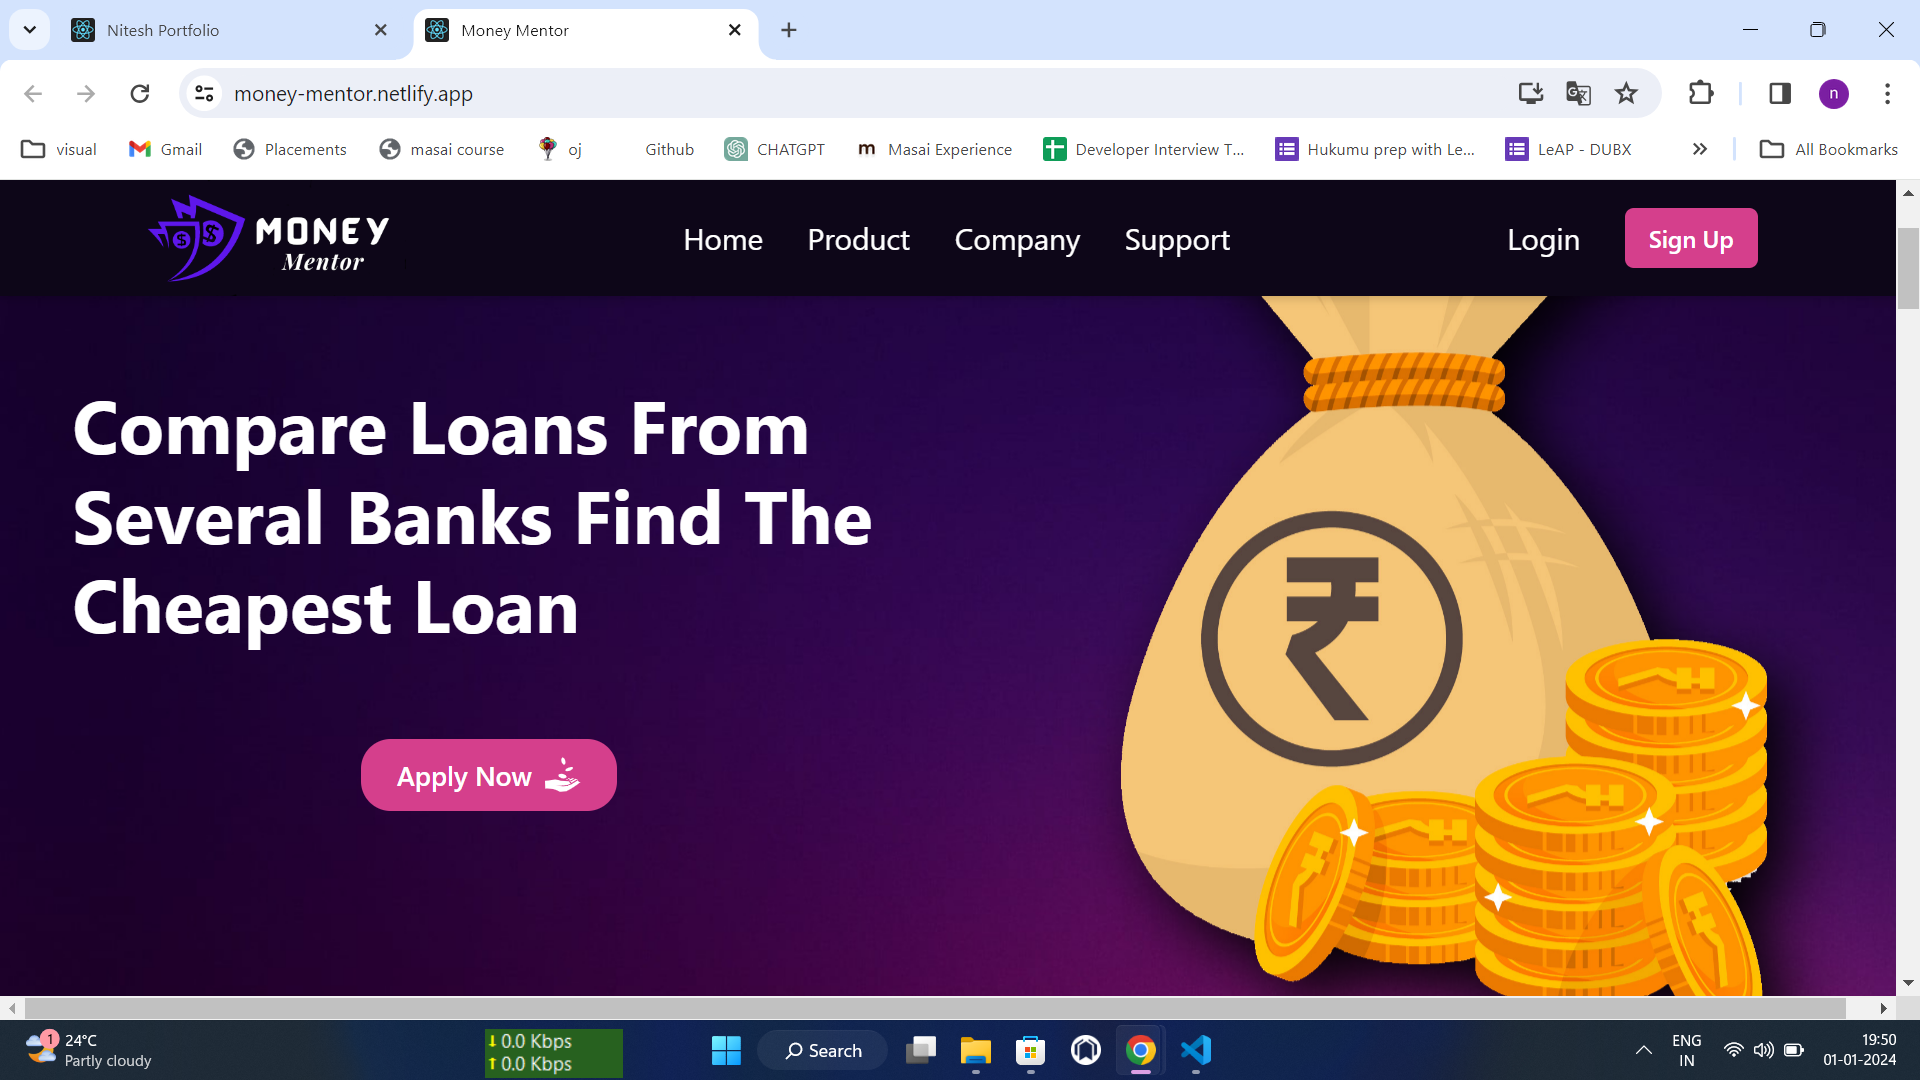 Nitesh Portfolio
Money Mentor
money-mentor.netlify.app
n
visual
Gmail
Placements
masai course
oj
Github
CHATGPT
m
Masai Experience
Developer Interview T...
Hukumu prep with Le...
LeAP - DUBX
All Bookmarks
MONEY
Mentor
Home
Product
Company
Support
Login
Sign Up
Compare Loans From
Several Banks Find The
Cheapest Loan
₹
Apply Now
1
24°C
Partly cloudy
0.0 Kbps
0.0 Kbps
Search
ENG
IN
19:50
01-01-2024